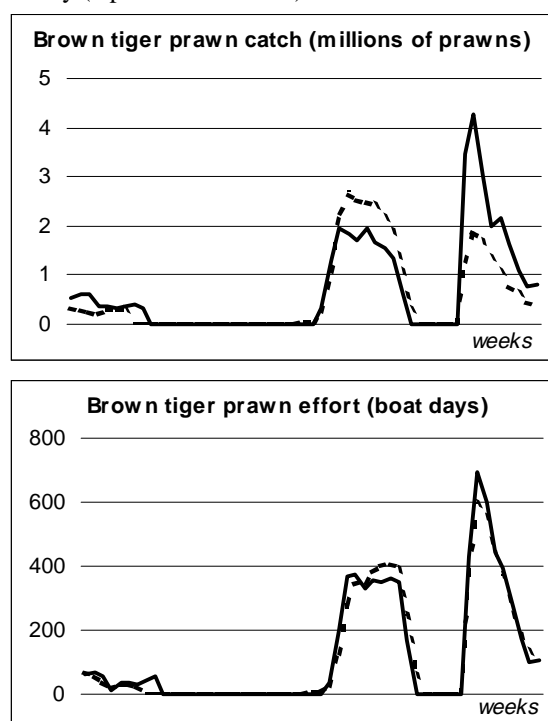 Brown tiger prawn catch (millions of prawns)
5
4
3
2
1
0
weeks
Brown tiger prawn effort (boat days)
800
600
400
200
0
weeks